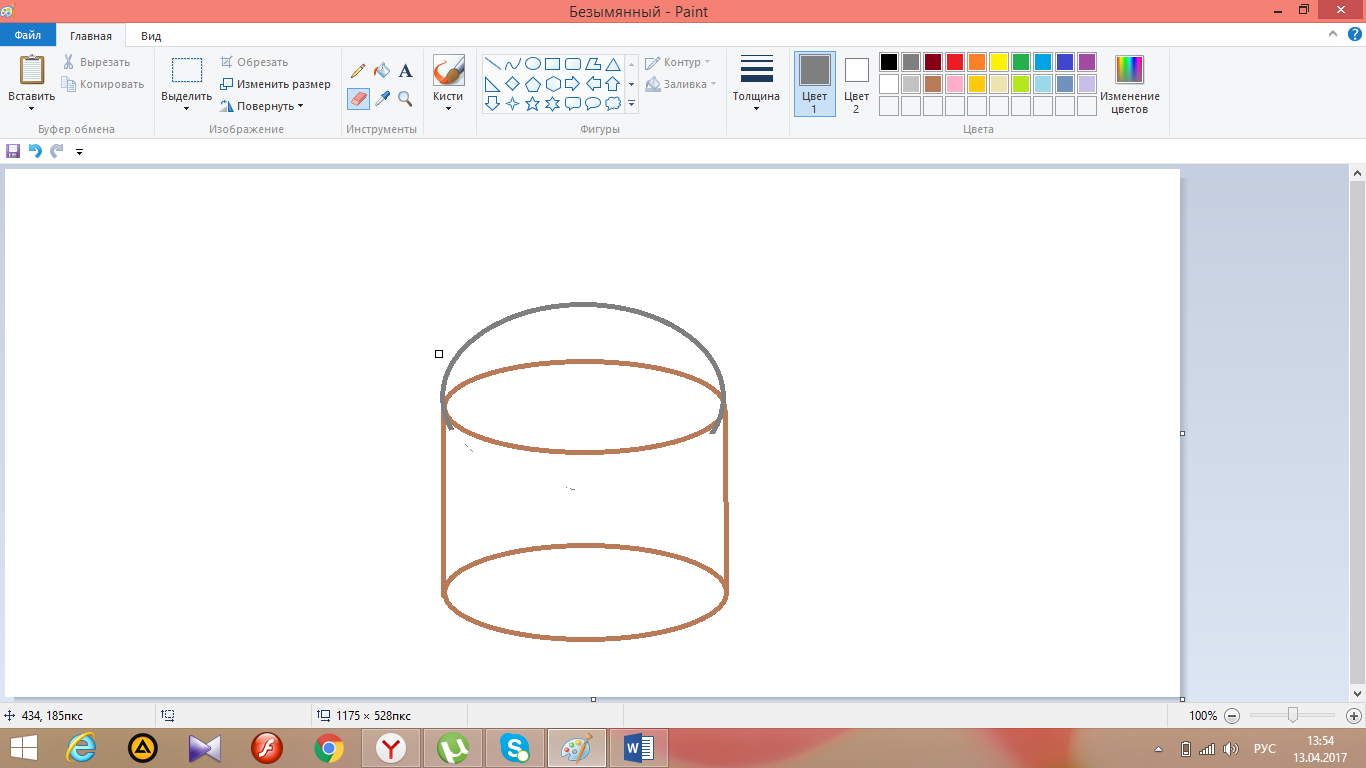 Безымянный - Paint
Файл Главная Вид
Вставить
Вырезать
Копировать
Буфер обмена
Выделить
Обрезать
Изменить размер
Повернуть
Изображение
A
Инструменты
Кисти
Фигуры
Контур
Заливка
Толщина
Цвет
1
Цвет
2
Цвета
Изменение
цветов
434, 185пкс
1175 × 528пкс
100%
РУС
13:54
13.04.2017